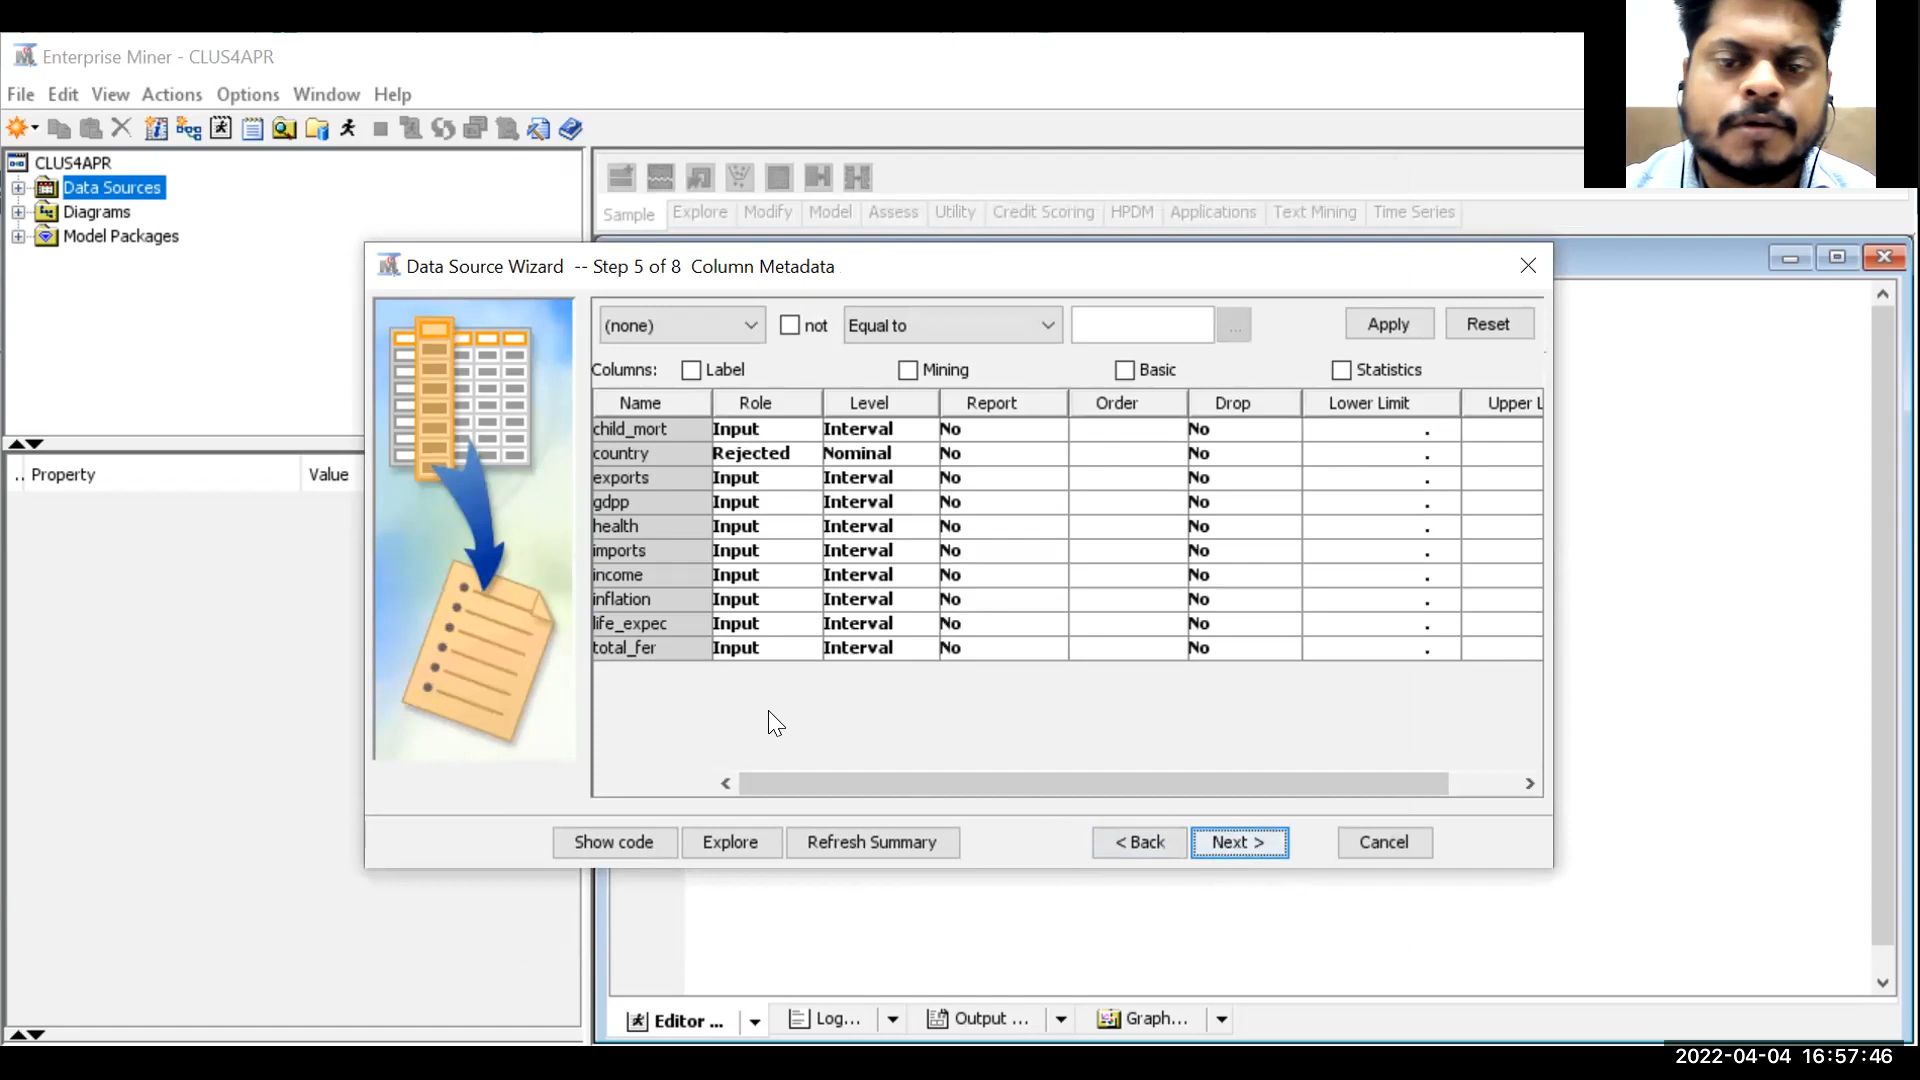 Enterprise Miner - CLUS4APR
File Edit View Actions Options Window Help
CLUS4APR
Data Sources
Diagrams
Model Packages
Sample Explore Modify Model Assess Utility Credit Scoring HPDM Applications Text Mining Time Series
.. Property Value
Data Source Wizard -- Step 5 of 8 Column Metadata
(none) not Equal to ... Apply Reset
Columns: Label Mining Basic Statistics
Name Role Level Report Order Drop Lower Limit Upper L
child_mort Input Interval No No .
country Rejected Nominal No No .
exports Input Interval No No .
gdpp Input Interval No No .
health Input Interval No No .
imports Input Interval No No .
income Input Interval No No .
inflation Input Interval No No .
life_expec Input Interval No No .
total_fer Input Interval No No .
Show code Explore Refresh Summary < Back Next > Cancel
Editor ... Log... Output ... Graph...
2022-04-04 16:57:46